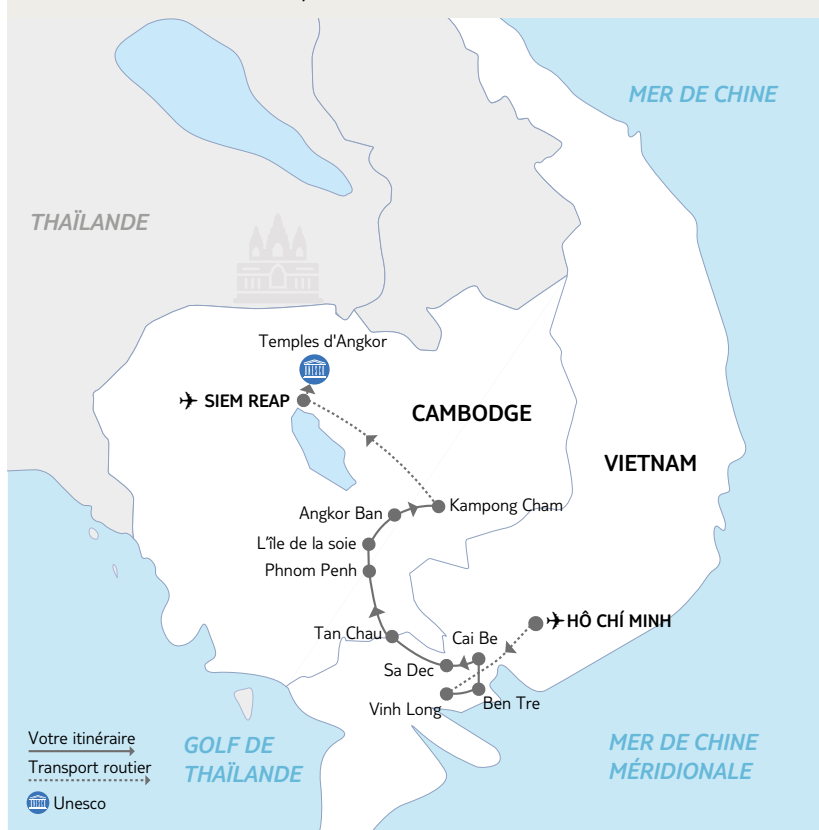 MER DE CHINE
THAÏLANDE
Temples d'Angkor
SIEM REAP
CAMBODGE
VIETNAM
Angkor Ban
Kampong Cham
L'île de la soie
Phnom Penh
HÔ CHÍ MINH
Tan Chau
Cai Be
Sa Dec
Vinh Long
Ben Tre
Votre itinéraire
Transport routier
Unesco
GOLF DE
THAÏLANDE
MER DE CHINE
MÉRIDIONALE